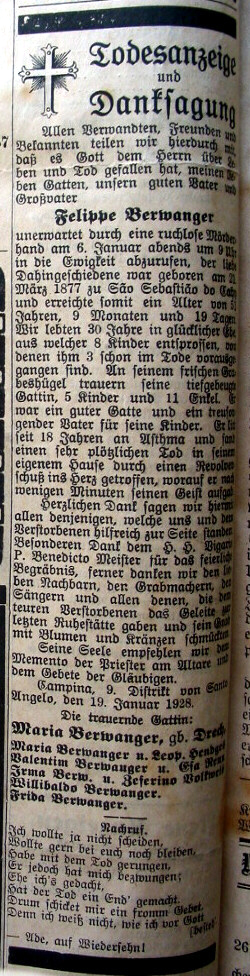 Todesanzeige
und
Danksagung
Allen Verwandten, Freunden und
Bekannten teilen wir hierdurch mit,
daß es Gott dem Herrn über Le-
ben und Tod gefallen hat, meinen
ben Gatten, unsern guten Vater und
Großvater
Felippe Berwanger
unerwartet durch eine ruchlose Mörder-
hand am 6. Januar abends um 9 Uhr
in die Ewigkeit abzurufen, der liebe
Dahingeschiedene war geboren am
März 1877 zu São Sebastião do Cahy
und erreichte somit ein Alter von
Jahren, 9 Monaten und 19 Tagen.
Wir lebten 30 Jahre in glücklicher Ehe
aus welcher 8 Kinder entsprossen, von
denen ihm 3 schon im Tode vorausge-
gangen sind. An seinem frischen Gra-
beshügel trauern seine tiefgebeugte
Gattin, 5 Kinder und 11 Enkel. Er
war ein guter Gatte und ein treusor-
gender Vater für seine Kinder. Er litt
seit 18 Jahren an Asthma und fand
einen sehr plötzlichen Tod in seinem
eigenem Hause durch einen Revolver-
schuß ins Herz getroffen, worauf er nach
wenigen Minuten seinen Geist aufgab.
Herzlichen Dank sagen wir hiermit
allen denjenigen, welche uns und dem
Verstorbenen hilfreich zur Seite standen.
Besonderen Dank dem H. H. Vigario
P. Benedicto Meister für das feierliche
Begräbnis, ferner danken wir den lie-
ben Nachbarn, den Grabmachern, den
Sängern und allen denen, die dem
teuren Verstorbenen das Geleite zur
letzten Ruhestätte gaben und sein Grab
mit Blumen und Kränzen schmückten.
Seine Seele empfehlen wir dem
Memento der Priester am Altare und
dem Gebete der Gläubigen.
Campina, 9. Distrikt von Santo
Angelo, den 19. Januar 1928.
Die trauernde Gattin:
Maria Berwanger, gb. Drech
Maria Berwanger u. Leop. Hendges
Valentim Berwanger u. Efa
Irma Berw. u. Zeferino Volkweis
Willibaldo Berwanger.
Frida Berwanger.
Nachruf.
Ich wollte ja nicht scheiden,
Wollte gern bei euch noch bleiben,
Habe mit dem Tod gerungen,
Er jedoch hat mich bezwungen;
Ehe ich's gedacht,
Hat der Tod ein End' gemacht.
Drum schicket mir ein fromm Gebet,
Denn ich weiß nicht, wie ich vor Gott
(besteh)
— Ade, auf Wiedersehn!
26